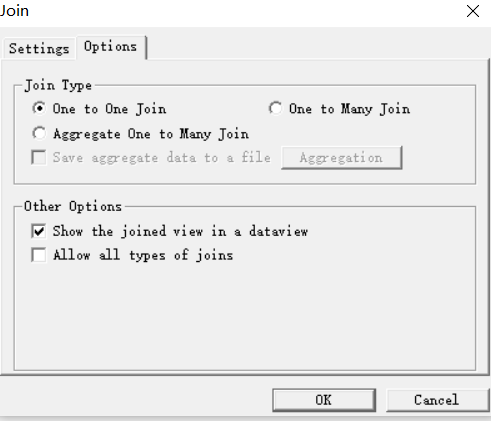 Join
Settings Options
Join Type
One to One Join One to Many Join
Aggregate One to Many Join
Save aggregate data to a file Aggregation
Other Options
Show the joined view in a dataview
Allow all types of joins
OK Cancel